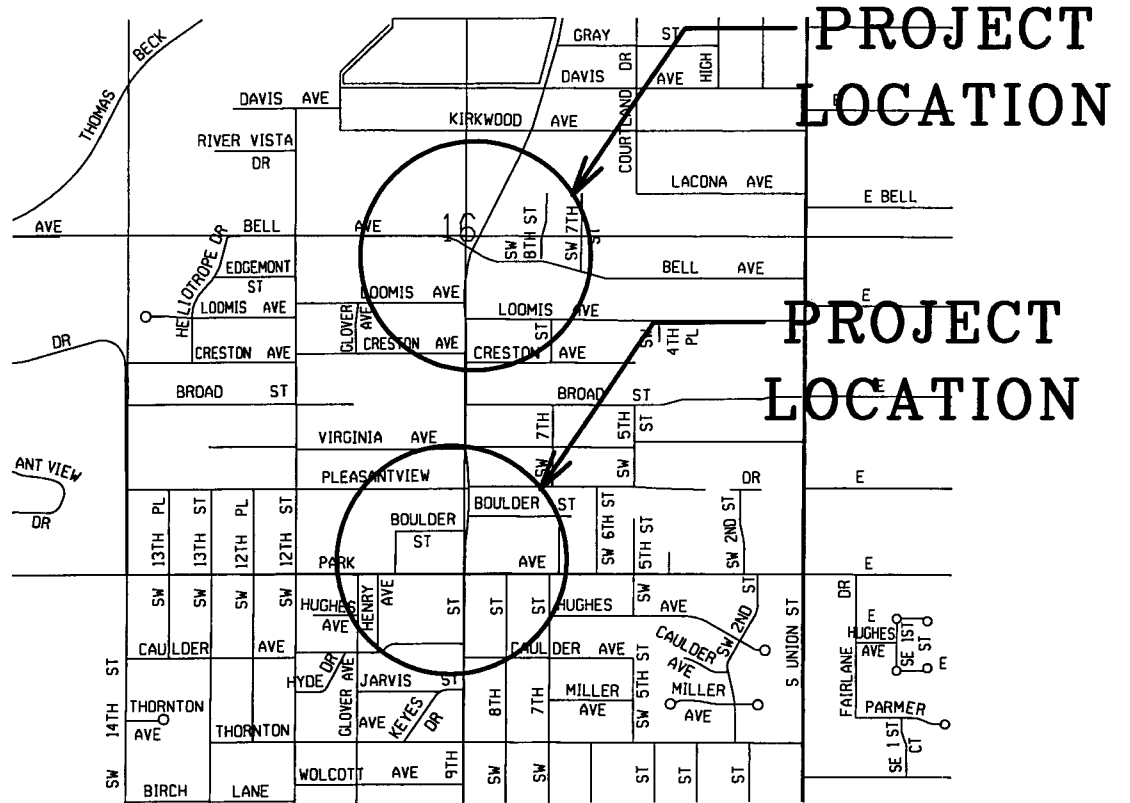 PROJECT
LOCATION
GRAY ST
DAVIS AVE
HIGH
COURTLAND DR
THOMAS BECK
DAVIS AVE
KIRKWOOD AVE
E
RIVER VISTA
DR
LACONA AVE
E BELL
AVE
BELL AVE
16
SW
8TH ST
SW 7TH
ST
BELL AVE
HELLIOTROPE DR
EDGEMONT
ST
LOOMIS AVE
LOOMIS AVE
GLOVER
AVE
LOOMIS AVE
E
PROJECT
LOCATION
DR
CRESTON AVE
CRESTON AVE
CRESTON AVE
ST
4TH
PL
BROAD ST
BROAD ST
E
VIRGINIA AVE
SW 7TH
SW 5TH ST
ANT VIEW
DR
PLEASANTVIEW
DR
E
SW 13TH PL
SW 13TH ST
SW 12TH PL
SW 12TH ST
BOULDER
ST
BOULDER ST
SW 6TH ST
SW 5TH ST
SW 2ND ST
PARK
AVE
E
HUGHES
AVE
HENRY
AVE
ST
HUGHES AVE
SW 2ND ST
S UNION ST
FAIRLANE DR
E
HUGHES
AVE
SE 1ST
ST
E
CAULDER AVE
CAULDER AVE
CAULDER
AVE
HYDE DR
GLOVER AVE
JARVIS ST
KEYES
DR
AVE
SW 14TH ST
THORNTON
AVE
THORNTON
9TH
SW 8TH ST
SW 7TH ST
MILLER
AVE
SW 5TH ST
MILLER
AVE
PARMER
SE 1 ST
CT
BIRCH LANE
WOLCOTT AVE
ST
ST
ST